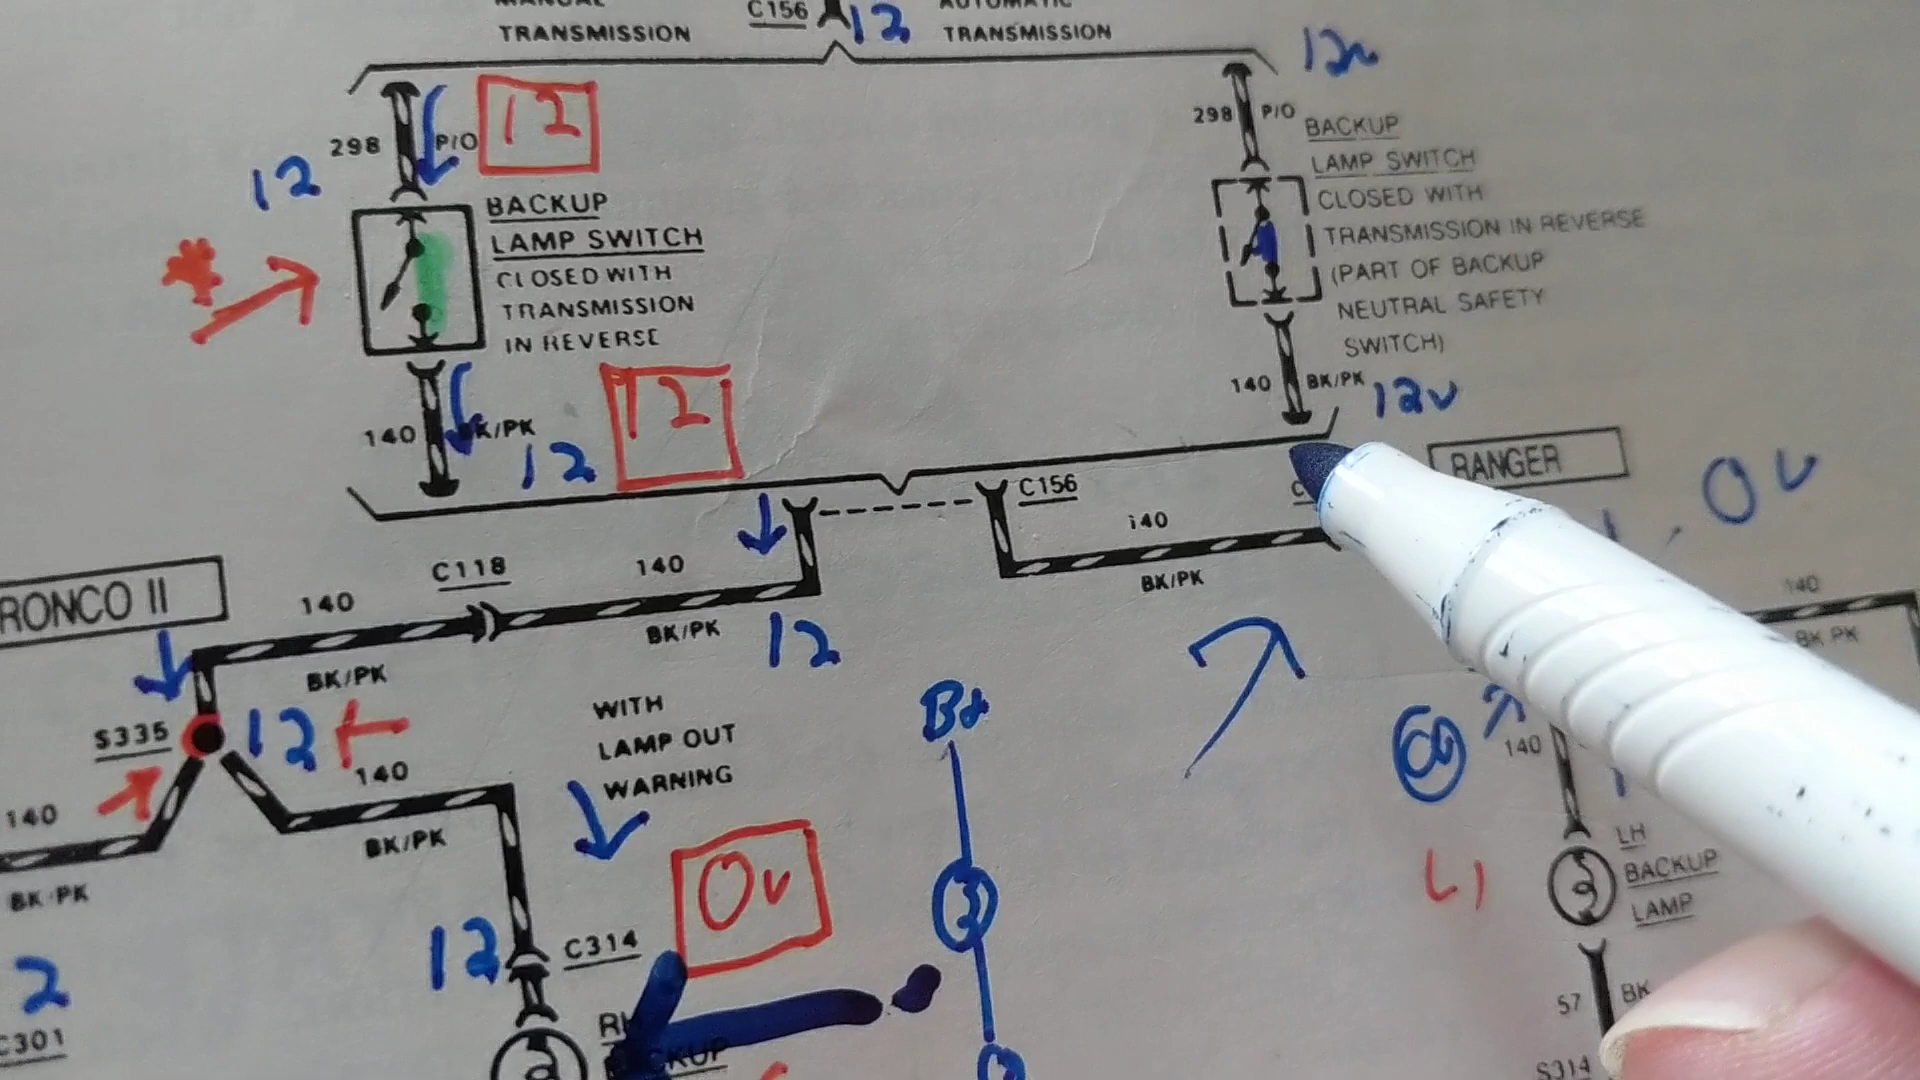 MANUAL
TRANSMISSION
C156
12
AUTOMATIC
TRANSMISSION
12v
298
P/O
12
12
BACKUP
LAMP SWITCH
CLOSED WITH
TRANSMISSION
IN REVERSE
298
P/O
BACKUP
LAMP SWITCH
CLOSED WITH
TRANSMISSION IN REVERSE
(PART OF BACKUP
NEUTRAL SAFETY
SWITCH)
140
BK/PK
12
12
140
BK/PK
12v
RANGER
0v
C156
140
BK/PK
RONCO II
140
C118
140
BK/PK
BK/PK
12
S335
12
140
BK/PK
WITH
LAMP OUT
WARNING
B+
140
BK/PK
140
BK PK
140
LH
BACKUP
LAMP
0v
12
C314
2
C301
57
BK
S314